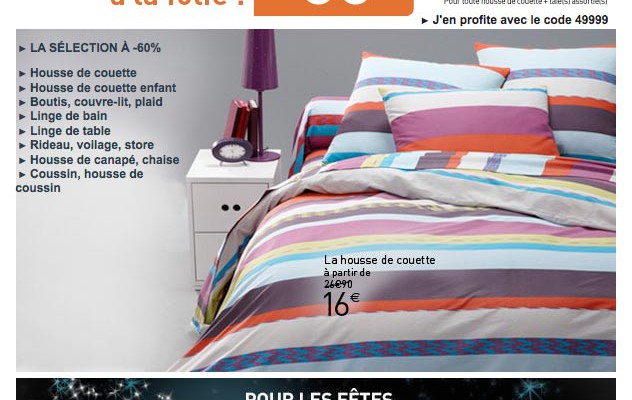 à la folie !
Pour toute housse de couette + taie(s) assortie(s)
► J'en profite avec le code 49999
► LA SÉLECTION À -60%
► Housse de couette
► Housse de couette enfant
► Boutis, couvre-lit, plaid
► Linge de bain
► Linge de table
► Rideau, voilage, store
► Housse de canapé, chaise
► Coussin, housse de
coussin
La housse de couette
à partir de
26€90
16€
POUR LES FÊTES